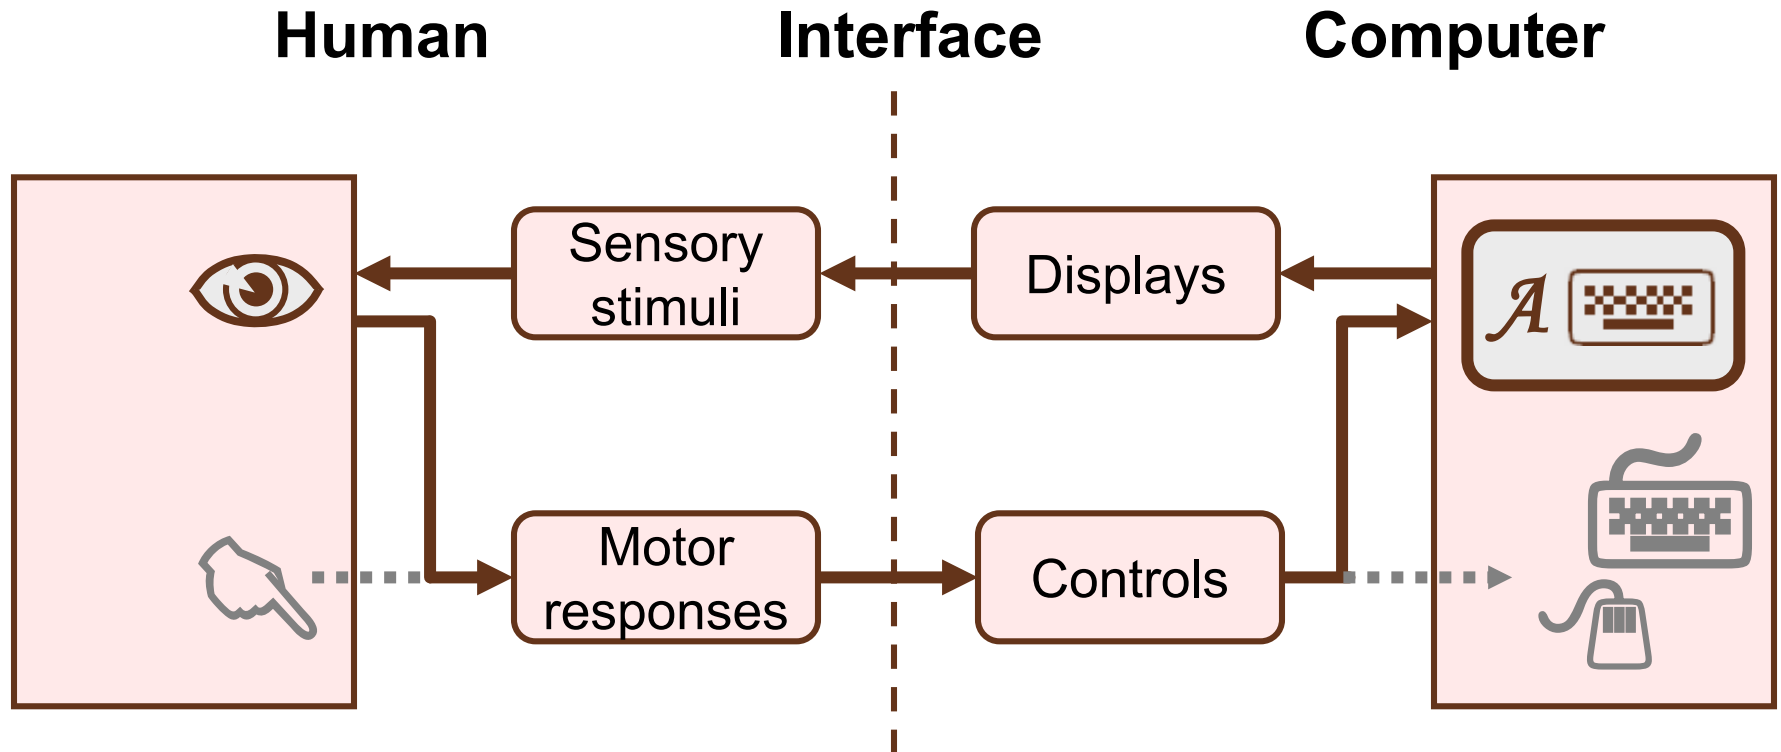 Human
Interface
Computer
Sensory
stimuli
Displays
A
Motor
responses
Controls